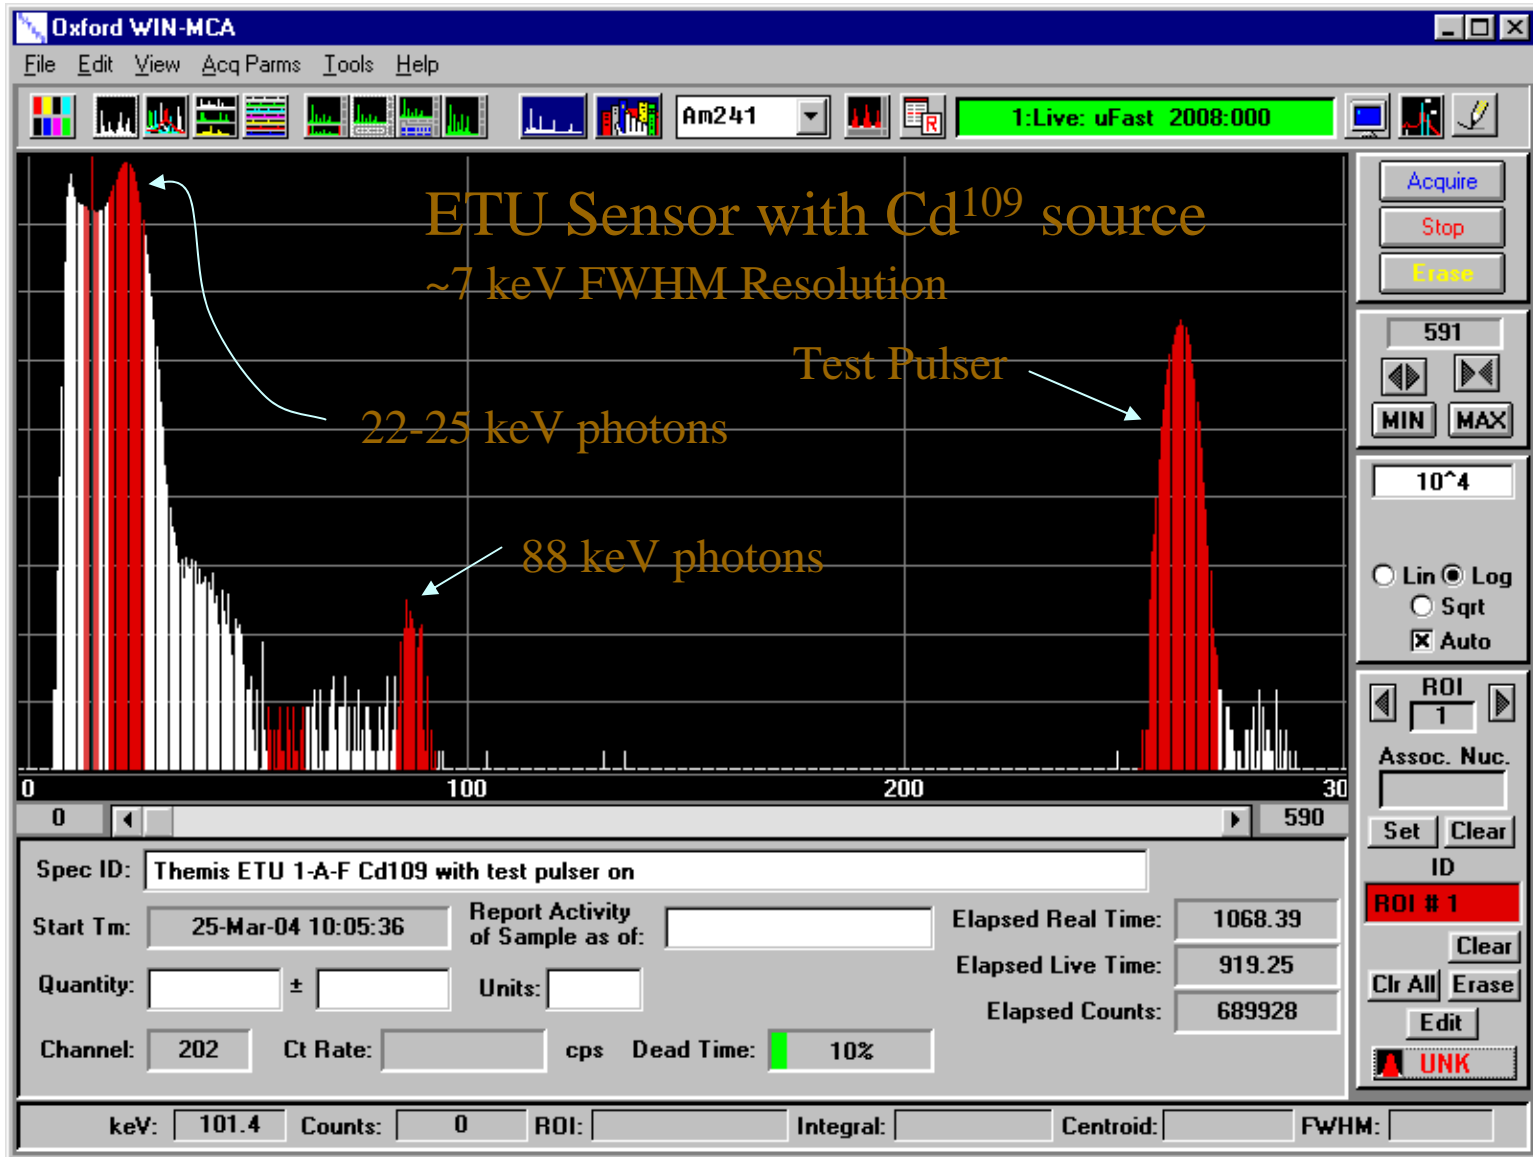 Oxford WIN-MCA
File Edit View Acq Parms Tools Help
Am241
1:Live: uFast 2008:000
ETU Sensor with Cd109 source
~7 keV FWHM Resolution
Test Pulser
22-25 keV photons
88 keV photons
0 100 200 30
0 590
Acquire
Stop
Erase
591
MIN MAX
10^4
Lin Log
Sqrt
Auto
ROI
1
Assoc. Nuc.
Set Clear
ID
ROI # 1
Clear
Clr All Erase
Edit
UNK
Spec ID: Themis ETU 1-A-F Cd109 with test pulser on
Start Tm: 25-Mar-04 10:05:36 Report Activity of Sample as of:
Elapsed Real Time: 1068.39
Elapsed Live Time: 919.25
Quantity: ± Units:
Elapsed Counts: 689928
Channel: 202 Ct Rate: cps Dead Time: 10%
keV: 101.4 Counts: 0 ROI: Integral: Centroid: FWHM: